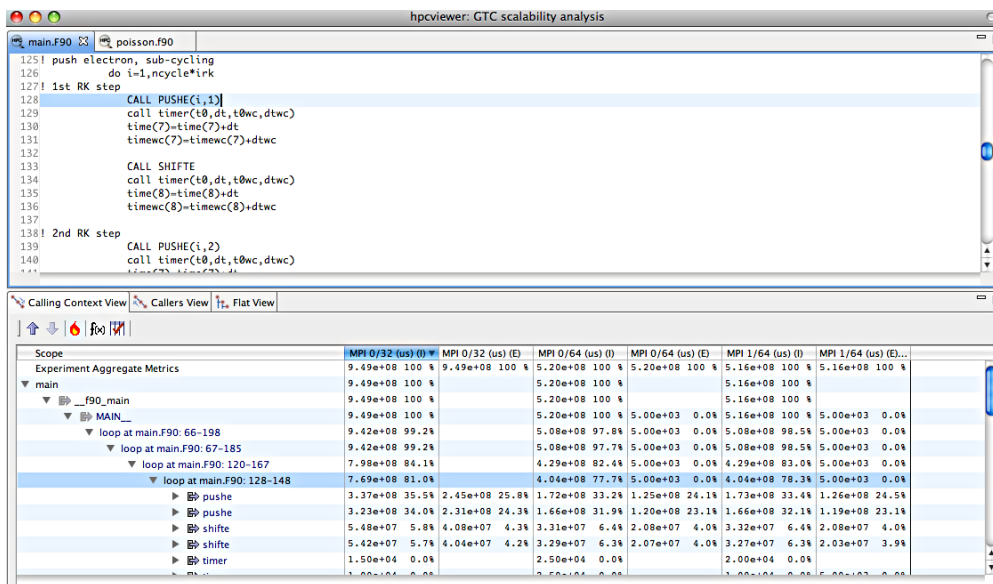 hpcviewer: GTC scalability analysis
main.F90 poisson.f90
125! push electron, sub-cycling
126 do i=1,ncycle*irk
127! 1st RK step
128 CALL PUSHE(i,1)
129 call timer(t0,dt,t0wc,dtwc)
130 time(7)=time(7)+dt
131 timewc(7)=timewc(7)+dtwc
132
133 CALL SHIFTE
134 call timer(t0,dt,t0wc,dtwc)
135 time(8)=time(8)+dt
136 timewc(8)=timewc(8)+dtwc
137
138! 2nd RK step
139 CALL PUSHE(i,2)
140 call timer(t0,dt,t0wc,dtwc)
Calling Context View Callers View Flat View
f(x)
Scope MPI 0/32 (us) (I) MPI 0/32 (us) (E) MPI 0/64 (us) (I) MPI 0/64 (us) (E) MPI 1/64 (us) (I) MPI 1/64 (us) (E)...
Experiment Aggregate Metrics 9.49e+08 100 % 9.49e+08 100 % 5.20e+08 100 % 5.20e+08 100 % 5.16e+08 100 % 5.16e+08 100 %
main 9.49e+08 100 % 5.20e+08 100 % 5.16e+08 100 %
__f90_main 9.49e+08 100 % 5.20e+08 100 % 5.16e+08 100 %
MAIN__ 9.49e+08 100 % 5.20e+08 100 % 5.00e+03 0.0% 5.16e+08 100 % 5.00e+03 0.0%
loop at main.F90: 66-198 9.42e+08 99.2% 5.08e+08 97.8% 5.00e+03 0.0% 5.08e+08 98.5% 5.00e+03 0.0%
loop at main.F90: 67-185 9.42e+08 99.2% 5.08e+08 97.7% 5.00e+03 0.0% 5.08e+08 98.5% 5.00e+03 0.0%
loop at main.F90: 120-167 7.98e+08 84.1% 4.29e+08 82.4% 5.00e+03 0.0% 4.29e+08 83.0% 5.00e+03 0.0%
loop at main.F90: 128-148 7.69e+08 81.0% 4.04e+08 77.7% 5.00e+03 0.0% 4.04e+08 78.3% 5.00e+03 0.0%
pushe 3.37e+08 35.5% 2.45e+08 25.8% 1.72e+08 33.2% 1.25e+08 24.1% 1.73e+08 33.4% 1.26e+08 24.5%
pushe 3.23e+08 34.0% 2.31e+08 24.3% 1.66e+08 31.9% 1.20e+08 23.1% 1.66e+08 32.1% 1.19e+08 23.1%
shifte 5.48e+07 5.8% 4.08e+07 4.3% 3.31e+07 6.4% 2.08e+07 4.0% 3.32e+07 6.4% 2.08e+07 4.0%
shifte 5.42e+07 5.7% 4.04e+07 4.2% 3.29e+07 6.3% 2.07e+07 4.0% 3.27e+07 6.3% 2.03e+07 3.9%
timer 1.50e+04 0.0% 2.50e+04 0.0% 2.00e+04 0.0%